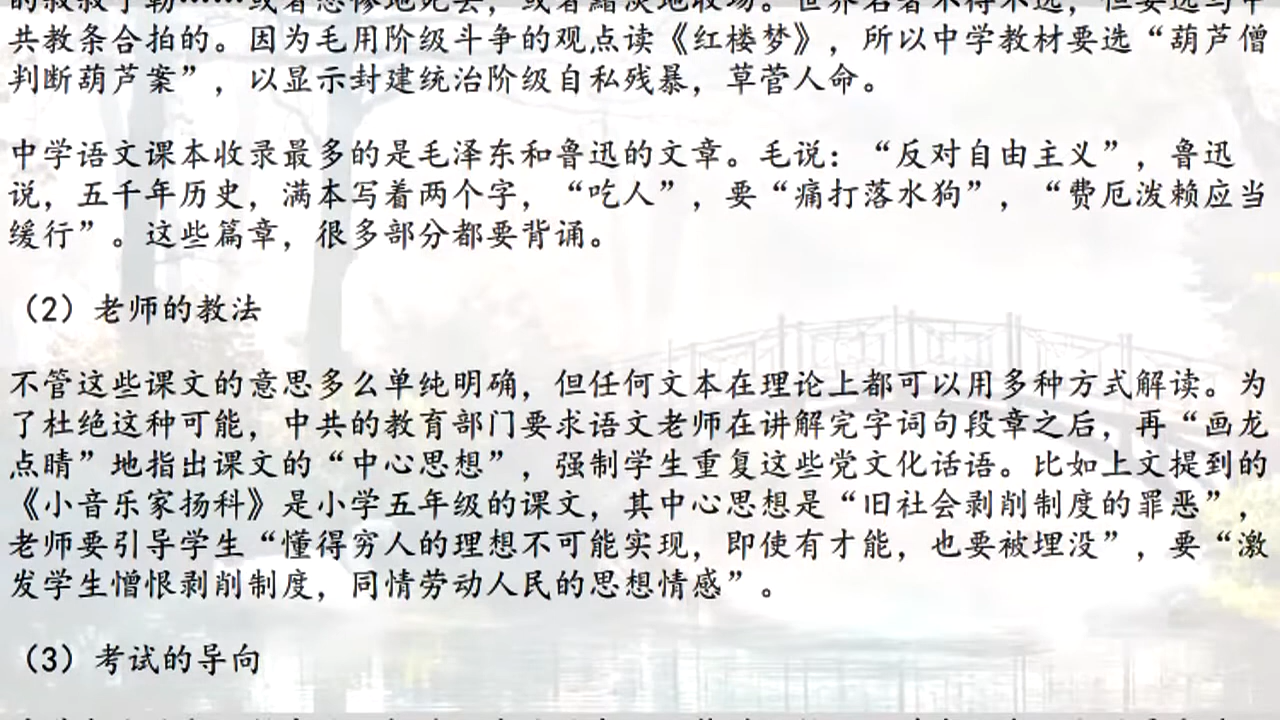 共教条合拍的。因为毛用阶级斗争的观点读《红楼梦》，所以中学教材要选“葫芦僧
判断葫芦案”，以显示封建统治阶级自私残暴，草菅人命。
中学语文课本收录最多的是毛泽东和鲁迅的文章。毛说：“反对自由主义”，鲁迅
说，五千年历史，满本写着两个字，“吃人”，要“痛打落水狗”，“费厄泼赖应当
缓行”。这些篇章，很多部分都要背诵。
（2）老师的教法
不管这些课文的意思多么单纯明确，但任何文本在理论上都可以用多种方式解读。为
了杜绝这种可能，中共的教育部门要求语文老师在讲解完字词句段章之后，再“画龙
点睛”地指出课文的“中心思想”，强制学生重复这些党文化话语。比如上文提到的
《小音乐家扬科》是小学五年级的课文，其中心思想是“旧社会剥削制度的罪恶”，
老师要引导学生“懂得穷人的理想不可能实现，即使有才能，也要被埋没”，要“激
发学生憎恨剥削制度，同情劳动人民的思想情感”。
（3）考试的导向